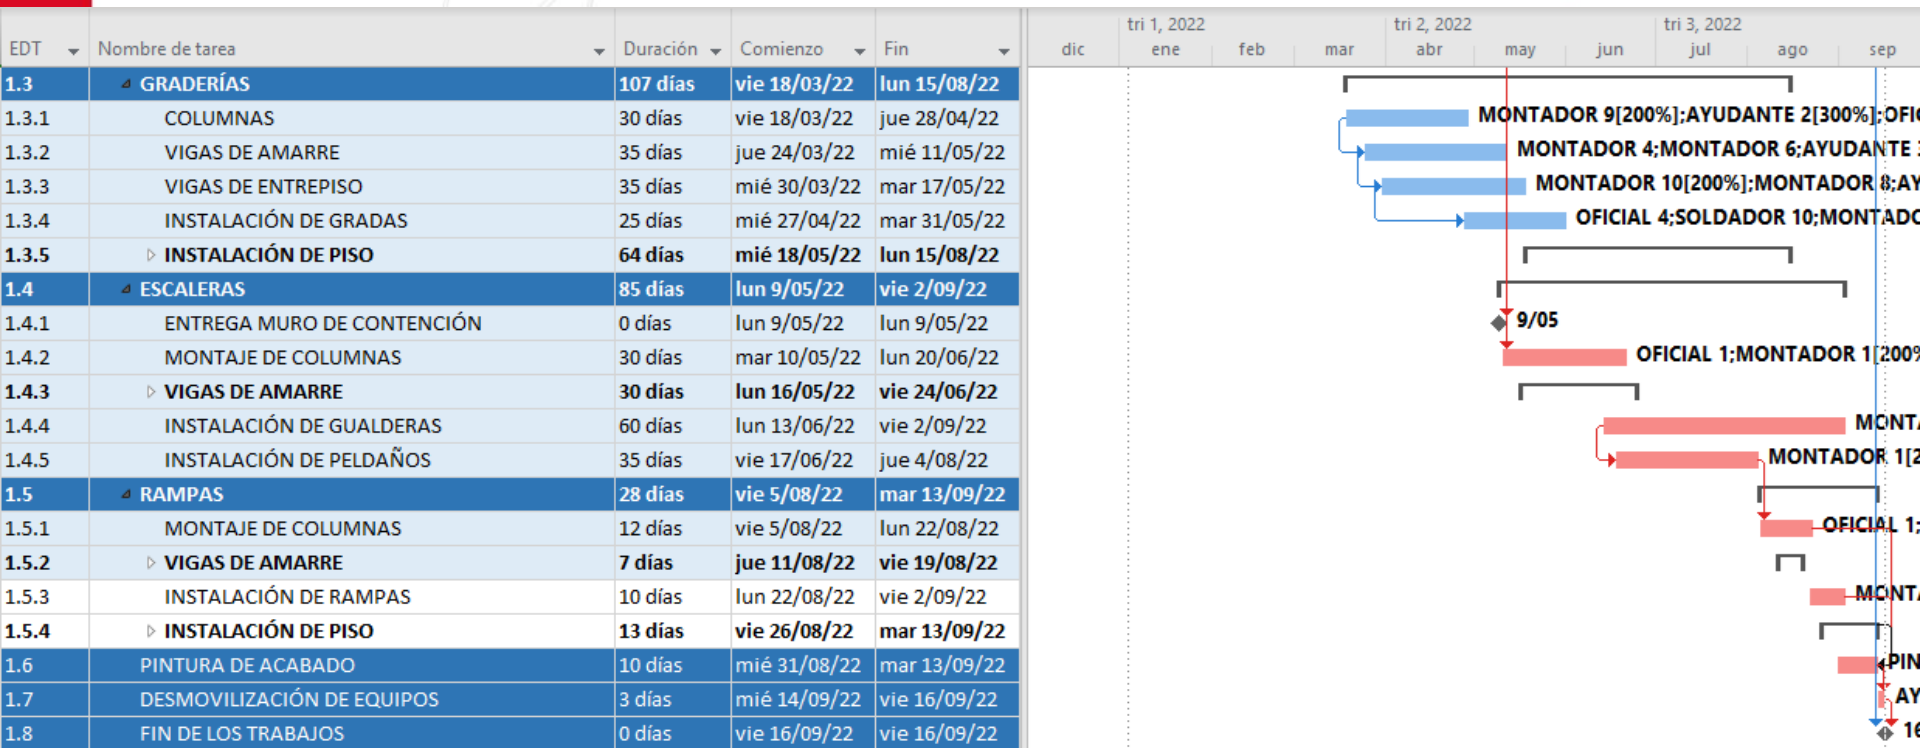 tri 1, 2022 tri 2, 2022 tri 3, 2022
EDT Nombre de tarea Duración Comienzo Fin dic ene feb mar abr may jun jul ago sep
1.3 GRADERÍAS 107 días vie 18/03/22 lun 15/08/22
1.3.1 COLUMNAS 30 días vie 18/03/22 jue 28/04/22 MONTADOR 9[200%];AYUDANTE 2[300%];OFIC
1.3.2 VIGAS DE AMARRE 35 días jue 24/03/22 mié 11/05/22 MONTADOR 4;MONTADOR 6;AYUDANTE 3
1.3.3 VIGAS DE ENTREPISO 35 días mié 30/03/22 mar 17/05/22 MONTADOR 10[200%];MONTADOR 8;AY
1.3.4 INSTALACIÓN DE GRADAS 25 días mié 27/04/22 mar 31/05/22 OFICIAL 4;SOLDADOR 10;MONTADO
1.3.5 INSTALACIÓN DE PISO 64 días mié 18/05/22 lun 15/08/22
1.4 ESCALERAS 85 días lun 9/05/22 vie 2/09/22
1.4.1 ENTREGA MURO DE CONTENCIÓN 0 días lun 9/05/22 lun 9/05/22 9/05
1.4.2 MONTAJE DE COLUMNAS 30 días mar 10/05/22 lun 20/06/22 OFICIAL 1;MONTADOR 1[200%
1.4.3 VIGAS DE AMARRE 30 días lun 16/05/22 vie 24/06/22
1.4.4 INSTALACIÓN DE GUALDERAS 60 días lun 13/06/22 vie 2/09/22 MONTA
1.4.5 INSTALACIÓN DE PELDAÑOS 35 días vie 17/06/22 jue 4/08/22 MONTADOR 1[2
1.5 RAMPAS 28 días vie 5/08/22 mar 13/09/22
1.5.1 MONTAJE DE COLUMNAS 12 días vie 5/08/22 lun 22/08/22 OFICIAL 1;
1.5.2 VIGAS DE AMARRE 7 días jue 11/08/22 vie 19/08/22
1.5.3 INSTALACIÓN DE RAMPAS 10 días lun 22/08/22 vie 2/09/22 MONTA
1.5.4 INSTALACIÓN DE PISO 13 días vie 26/08/22 mar 13/09/22
1.6 PINTURA DE ACABADO 10 días mié 31/08/22 mar 13/09/22 PIN
1.7 DESMOVILIZACIÓN DE EQUIPOS 3 días mié 14/09/22 vie 16/09/22 AY
1.8 FIN DE LOS TRABAJOS 0 días vie 16/09/22 vie 16/09/22 16